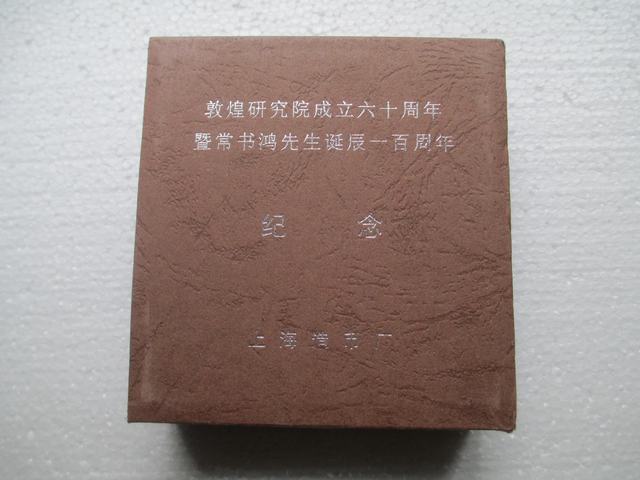 敦煌研究院成立六十周年
暨常书鸿先生诞辰一百周年
纪 念
上海造币厂